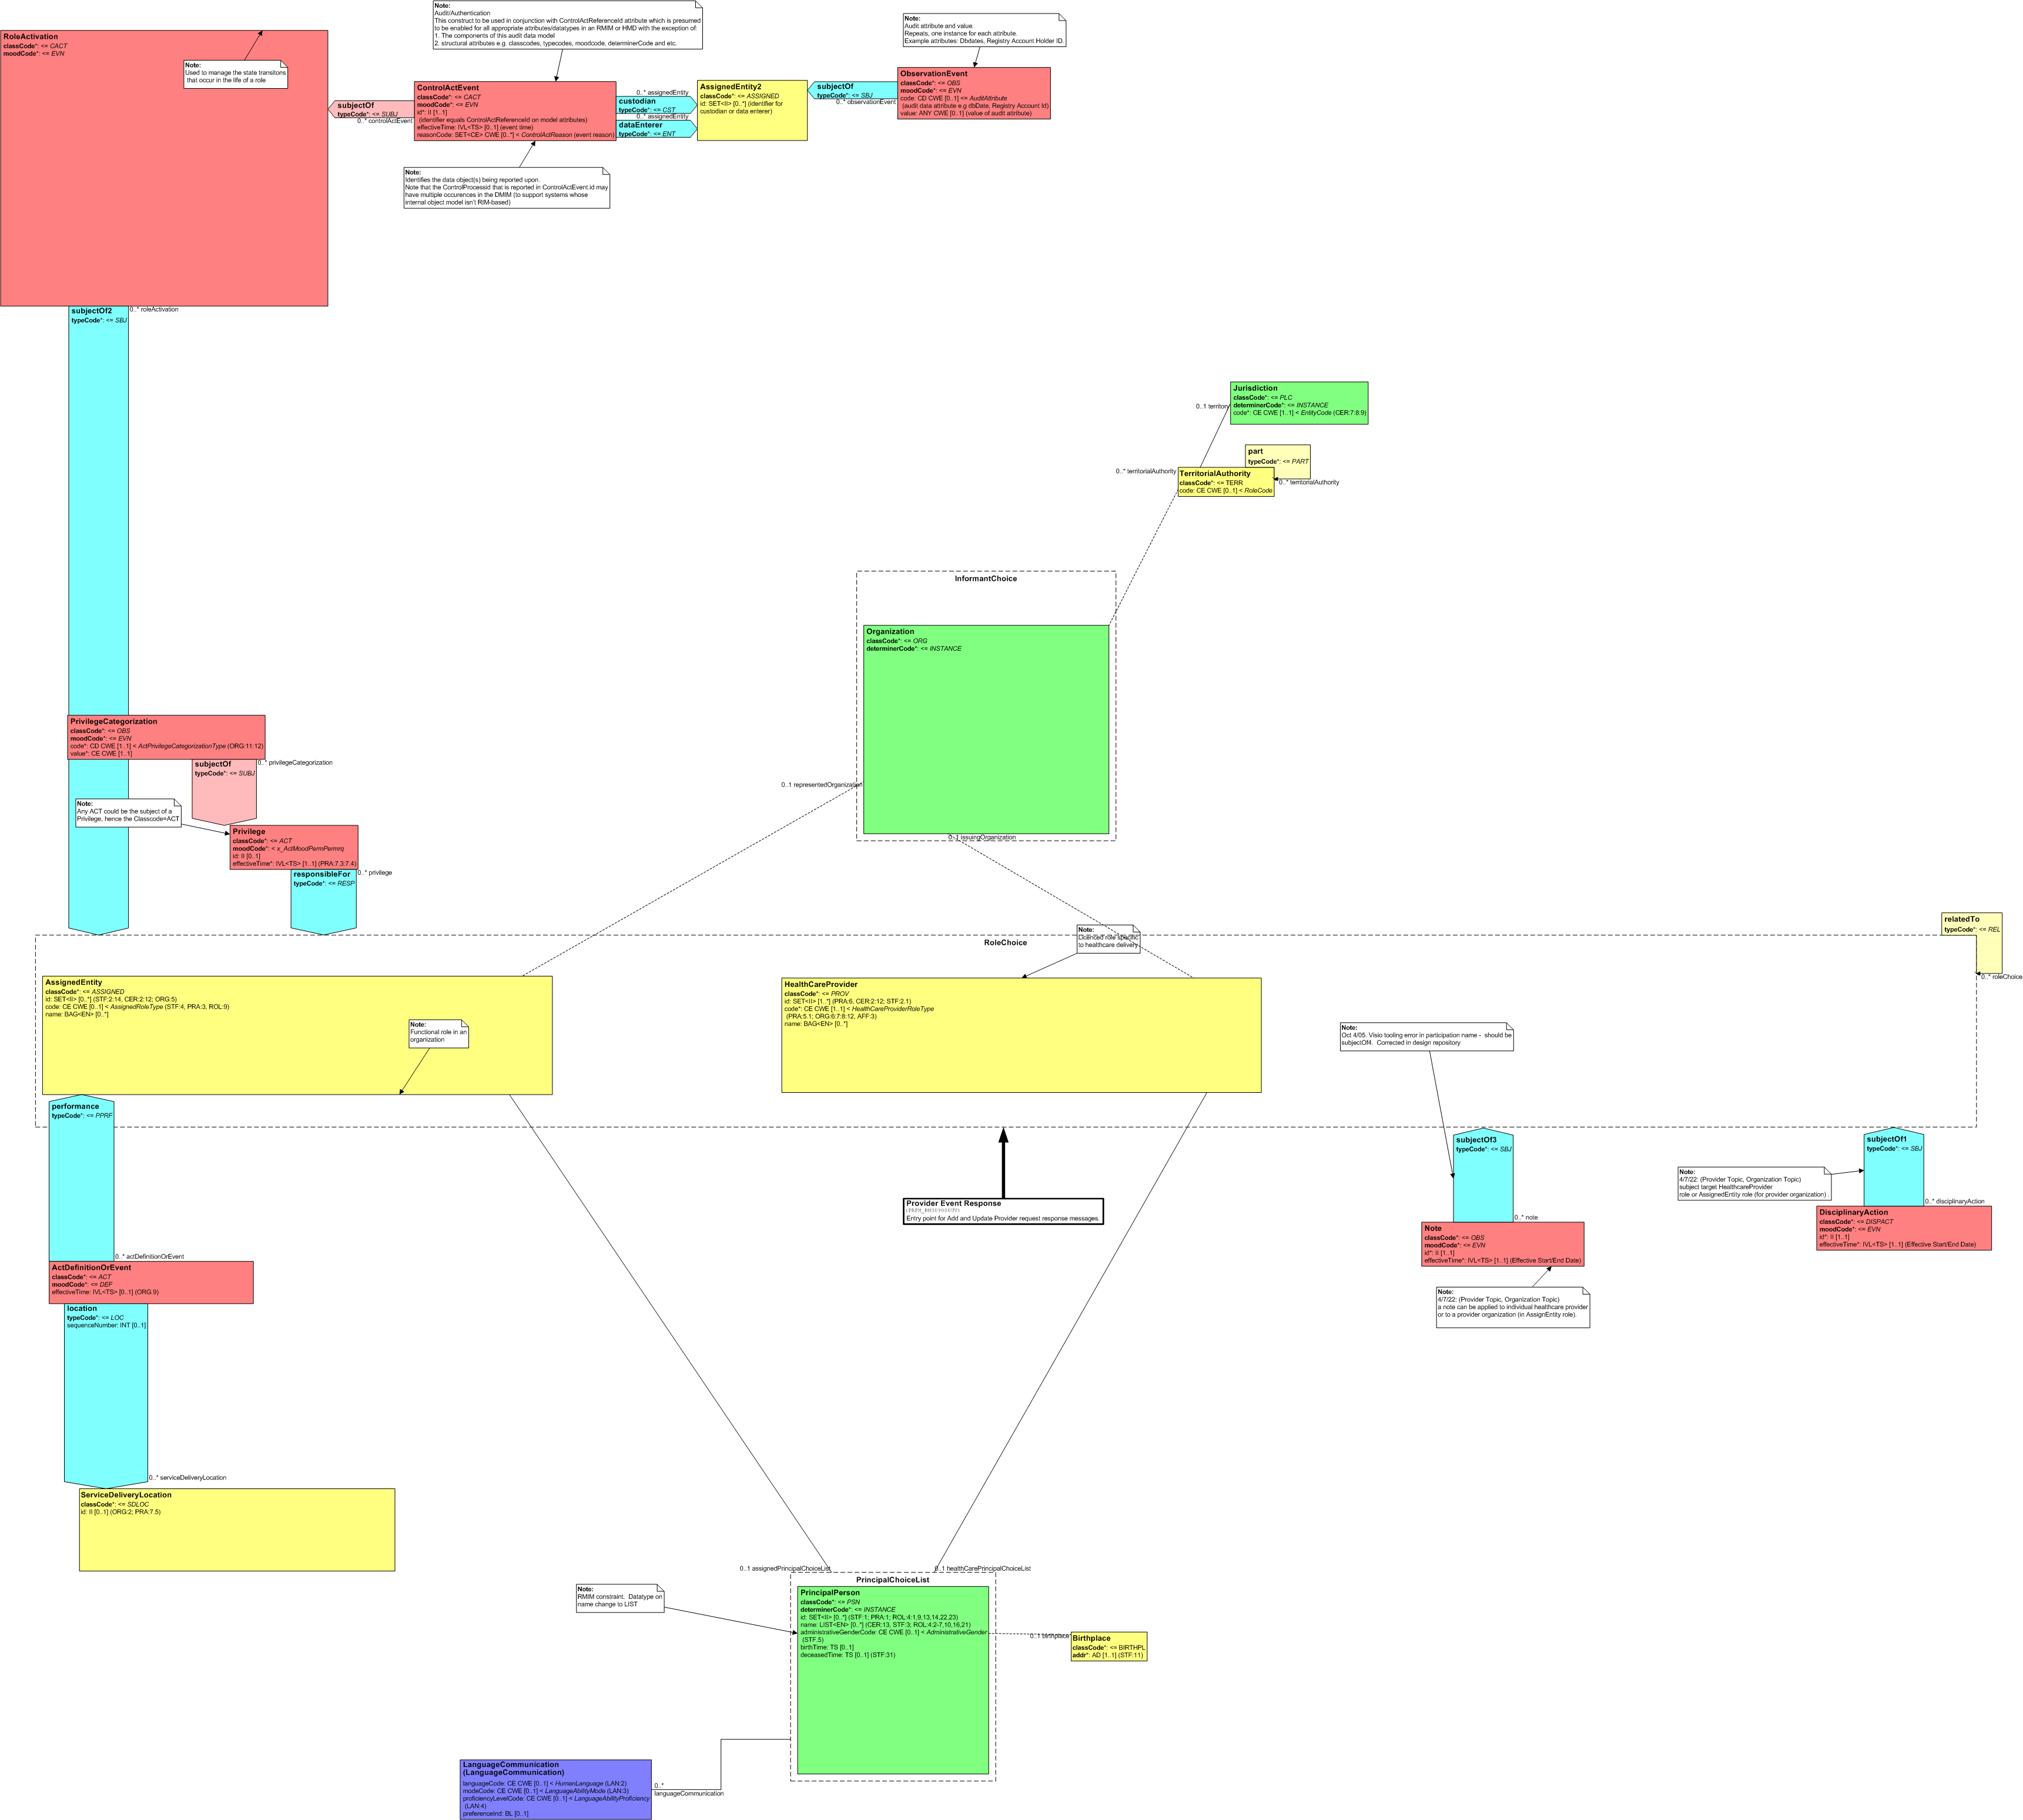 Note:
Audit/Authentication
This construct to be used in conjunction with ControlActReferenceId attribute which is presumed
to be enabled for all appropriate attributes/datatypes in an RMIM or HMD with the exception of:
1. The components of this audit data model
2. structural attributes e.g. classcodes, typecodes, moodcode, determinerCode and etc.
Note:
Audit attribute and value.
Repeats, one instance for each attribute.
Example attributes: Dbdates, Registry Account Holder ID.
RoleActivation
classCode*: <= CACT
moodCode*: <= EVN
Note:
Used to manage the state transitons
that occur in the life of a role
subjectOf
typeCode*: <= SUBJ
0..* controlActEvent
ControlActEvent
classCode*: <= CACT
moodCode*: <= EVN
id*: II [1..1]
(identifier equals ControlActReferenceId on model attributes)
effectiveTime: IVL<TS> [0..1] (event time)
reasonCode: SET<CE> CWE [0..*] < ControlActReason (event reason)
0..* assignedEntity
custodian
typeCode*: <= CST
0..* assignedEntity
dataEnterer
typeCode*: <= ENT
AssignedEntity2
classCode*: <= ASSIGNED
id: SET<II> [0..*] (identifier for
custodian or data enterer)
subjectOf
typeCode*: <= SBJ
0..* observationEvent
ObservationEvent
classCode*: <= OBS
moodCode*: <= EVN
code: CD CWE [0..1] <= AuditAttribute
(audit data attribute e.g dbDate, Registry Account Id)
value: ANY CWE [0..1] (value of audit attribute)
Note:
Identifies the data object(s) being reported upon.
Note that the ControlProcessid that is reported in ControlActEvent.id may
have multiple occurences in the DMIM (to support systems whose
internal object model isn't RIM-based)
subjectOf2
typeCode*: <= SBJ
0..* roleActivation
Jurisdiction
classCode*: <= PLC
determinerCode*: <= INSTANCE
code*: CE CWE [1..1] < EntityCode (CER:7:8:9)
0..1 territory
part
typeCode*: <= PART
0..* territorialAuthority
TerritorialAuthority
classCode*: <= TERR
code: CE CWE [0..1] < RoleCode
0..* territorialAuthority
InformantChoice
Organization
classCode*: <= ORG
determinerCode*: <= INSTANCE
0..1 representedOrganization
0..1 issuingOrganization
PrivilegeCategorization
classCode*: <= OBS
moodCode*: <= EVN
code*: CD CWE [1..1] < ActPrivilegeCategorizationType (ORG:11:12)
value*: CE CWE [1..1]
subjectOf
typeCode*: <= SUBJ
0..* privilegeCategorization
Note:
Any ACT could be the subject of a
Privilege, hence the Classcode=ACT
Privilege
classCode*: <= ACT
moodCode*: < x_ActMoodPermPermrq
id: II [0..1]
effectiveTime*: IVL<TS> [1..1] (PRA:7.3:7.4)
responsibleFor
typeCode*: <= RESP
0..* privilege
RoleChoice
Note:
Licenced role specific
to healthcare delivery
relatedTo
typeCode*: <= REL
0..* roleChoice
AssignedEntity
classCode*: <= ASSIGNED
id: SET<II> [0..*] (STF:2:14, CER:2:12; ORG:5)
code: CE CWE [0..1] < AssignedRoleType (STF:4, PRA:3, ROL:9)
name: BAG<EN> [0..*]
Note:
Functional role in an
organization
HealthCareProvider
classCode*: <= PROV
id: SET<II> [1..*] (PRA:6, CER:2:12; STF:2.1)
code*: CE CWE [1..1] < HealthCareProviderRoleType
(PRA:5.1; ORG:6:7:8:12, AFF:3)
name: BAG<EN> [0..*]
Note:
Oct 4/05. Visio tooling error in participation name - should be
subjectOf4. Corrected in design repository
performance
typeCode*: <= PPRF
0..* actDefinitionOrEvent
subjectOf3
typeCode*: <= SBJ
0..* note
subjectOf1
typeCode*: <= SBJ
0..* disciplinaryAction
Note:
4/7/22: (Provider Topic, Organization Topic)
subject target HealthcareProvider
role or AssignedEntity role (for provider organization) .
Provider Event Response
Entry point for Add and Update Provider request response messages.
Note
classCode*: <= OBS
moodCode*: <= EVN
id*: II [1..1]
effectiveTime*: IVL<TS> [1..1] (Effective Start/End Date)
DisciplinaryAction
classCode*: <= DISPACT
moodCode*: <= EVN
id*: II [1..1]
effectiveTime*: IVL<TS> [1..1] (Effective Start/End Date)
Note:
4/7/22: (Provider Topic, Organization Topic)
a note can be applied to individual healthcare provider
or to a provider organization (in AssignEntity role).
ActDefinitionOrEvent
classCode*: <= ACT
moodCode*: <= DEF
effectiveTime: IVL<TS> [0..1] (ORG.9)
location
typeCode*: <= LOC
sequenceNumber: INT [0..1]
0..* serviceDeliveryLocation
ServiceDeliveryLocation
classCode*: <= SDLOC
id: II [0..1] (ORG:2; PRA:7.5)
0..1 assignedPrincipalChoiceList
0..1 healthCarePrincipalChoiceList
PrincipalChoiceList
Note:
RMIM constraint. Datatype on
name change to LIST
PrincipalPerson
classCode*: <= PSN
determinerCode*: <= INSTANCE
id: SET<II> [0..*] (STF:1; PRA:1; ROL:4:1,9,13,14,22,23)
name: LIST<EN> [0..*] (CER:13, STF:3; ROL:4:2-7,10,16,21)
administrativeGenderCode: CE CWE [0..1] < AdministrativeGender
(STF.5)
birthTime: TS [0..1]
deceasedTime: TS [0..1] (STF:31)
0..1 birthplace
Birthplace
classCode*: <= BIRTHPL
addr*: AD [1..1] (STF:11)
LanguageCommunication
(LanguageCommunication)
languageCode: CE CWE [0..1] < HumanLanguage (LAN:2)
modeCode: CE CWE [0..1] < LanguageAbilityMode (LAN:3)
proficiencyLevelCode: CE CWE [0..1] < LanguageAbilityProficiency
(LAN:4)
preferenceInd: BL [0..1]
0..*
languageCommunication